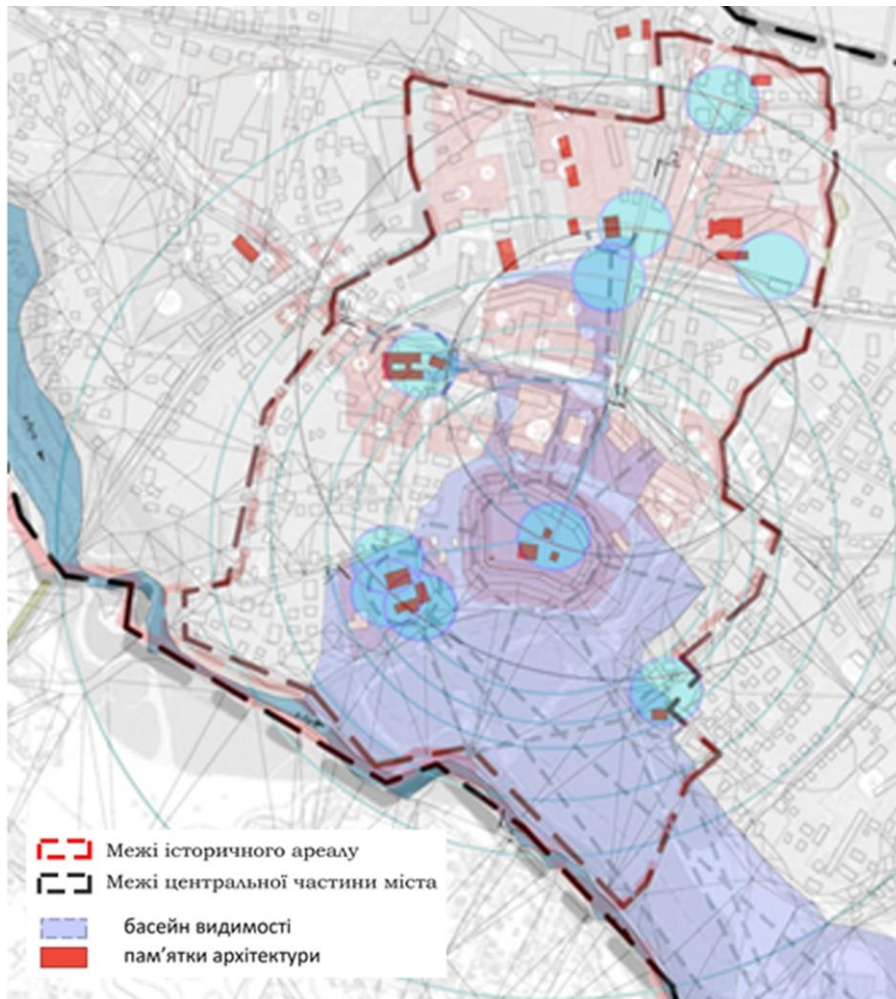 Межі історичного ареалу
Межі центральної частини міста
басейн видимості
пам'ятки архітектури